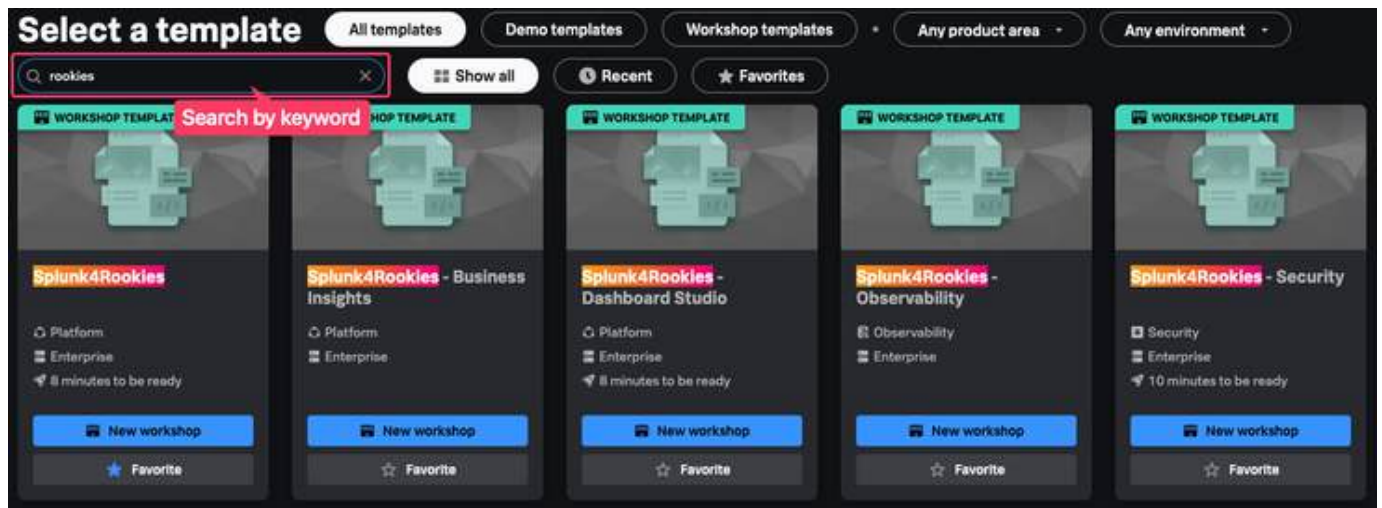 Select a template
All templates
Demo templates
Workshop templates
Any product area
Any environment
rookies
Show all
Recent
Favorites
Search by keyword
WORKSHOP TEMPLAT
HOP TEMPLATE
WORKSHOP TEMPLATE
WORKSHOP TEMPLATE
WORKSHOP TEMPLATE
Splunk4Rookies
Platform
Enterprise
8 minutes to be ready
New workshop
Favorite
Splunk4Rookies - Business
Insights
Platform
Enterprise
New workshop
Favorite
Splunk4Rookies -
Dashboard Studio
Platform
Enterprise
8 minutes to be ready
New workshop
Favorite
Splunk4Rookies -
Observability
Observability
Enterprise
New workshop
Favorite
Splunk4Rookies - Security
Security
Enterprise
10 minutes to be ready
New workshop
Favorite